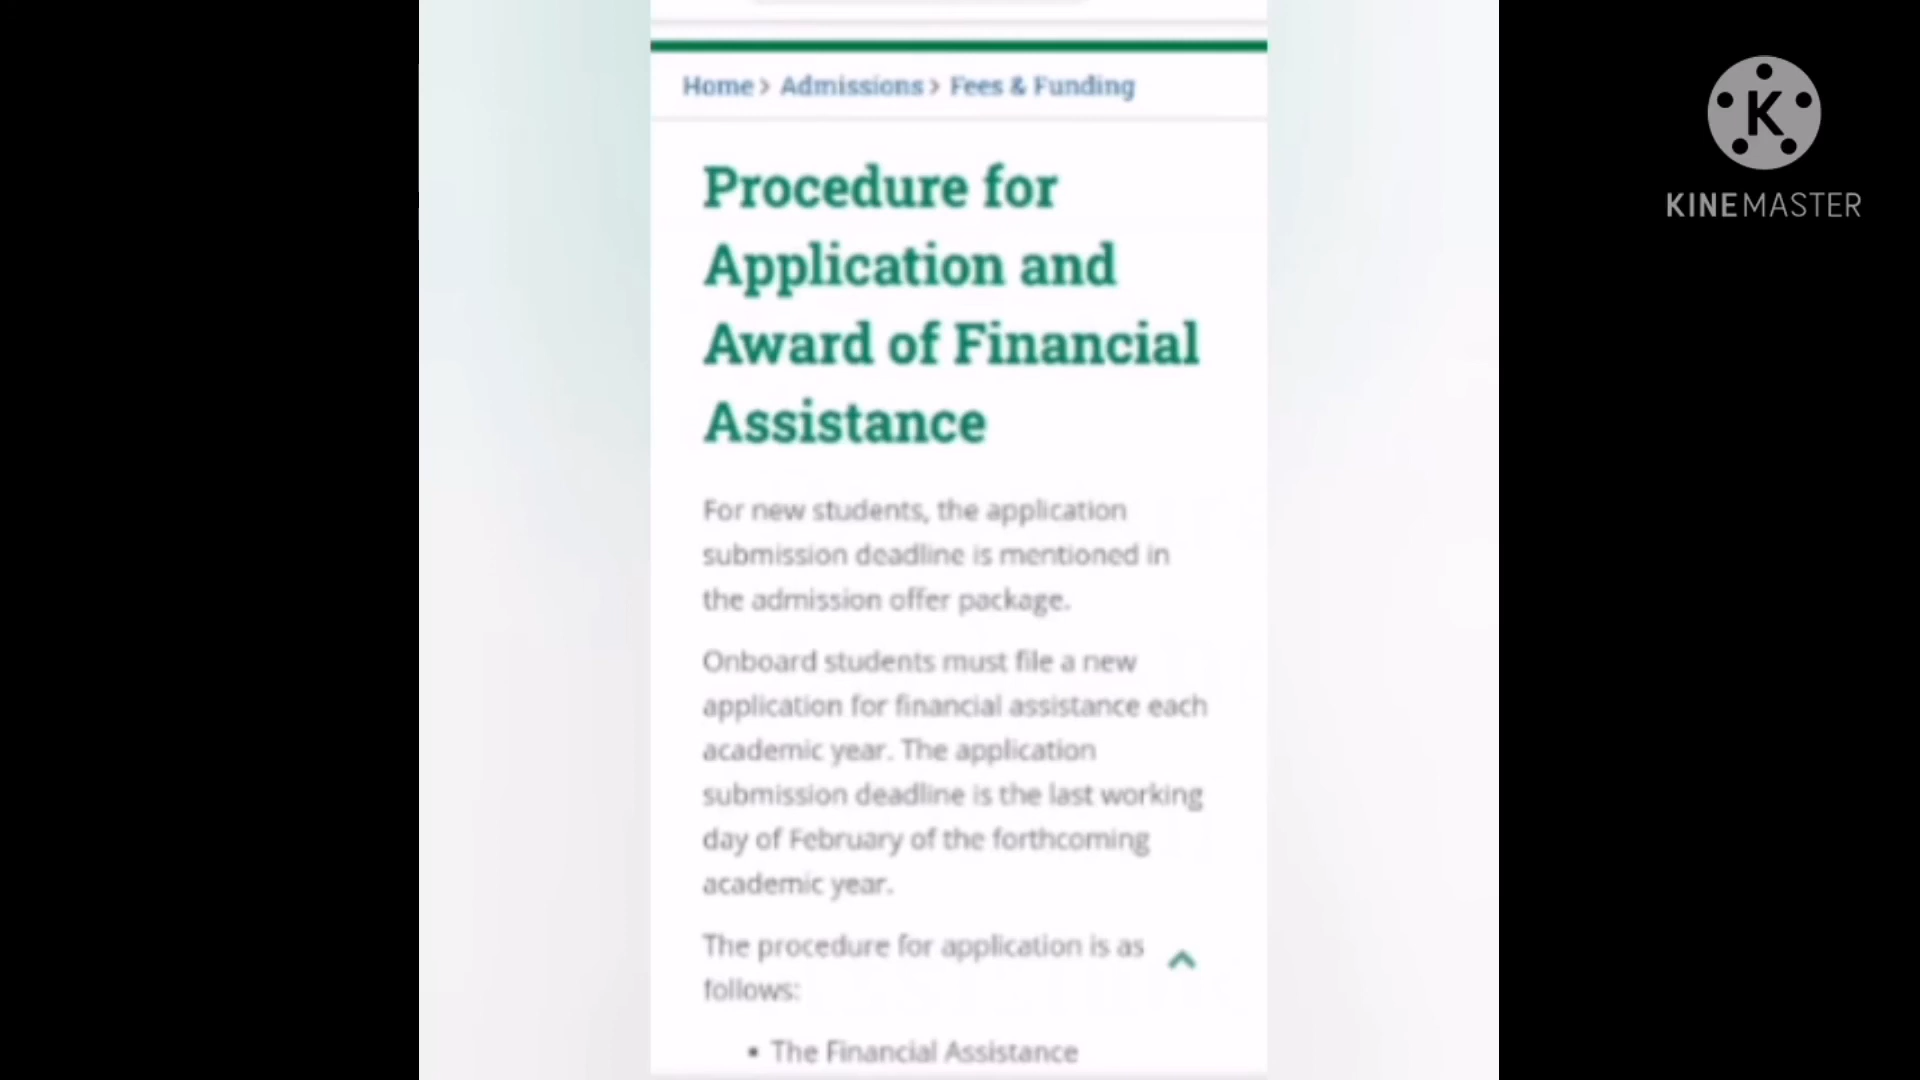 Home > Admissions > Fees & Funding
Procedure for
Application and
Award of Financial
Assistance
For new students, the application
submission deadline is mentioned in
the admission offer package.
Onboard students must file a new
application for financial assistance each
academic year. The application
submission deadline is the last working
day of February of the forthcoming
academic year.
The procedure for application is as
follows:
▪ The Financial Assistance
K
KINEMASTER